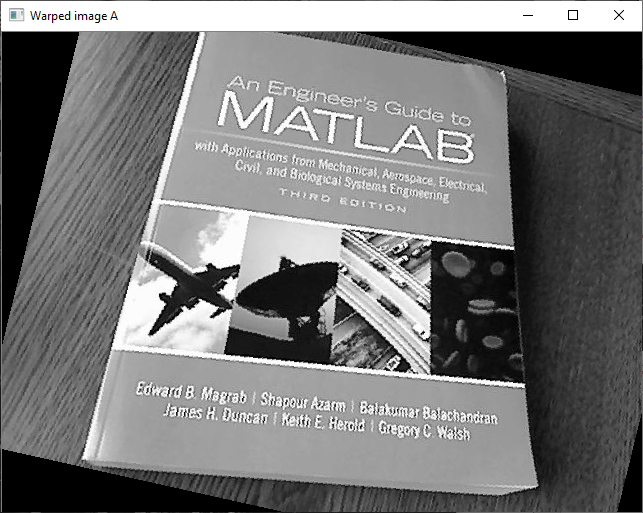 Warped image A
An Engineer's Guide to
MATLAB®
with Applications from Mechanical, Aerospace, Electrical,
Civil, and Biological Systems Engineering
THIRD EDITION
Edward B. Magrab | Shapour Azarm | Balakumar Balachandran
James H. Duncan | Keith E. Herold | Gregory C. Walsh